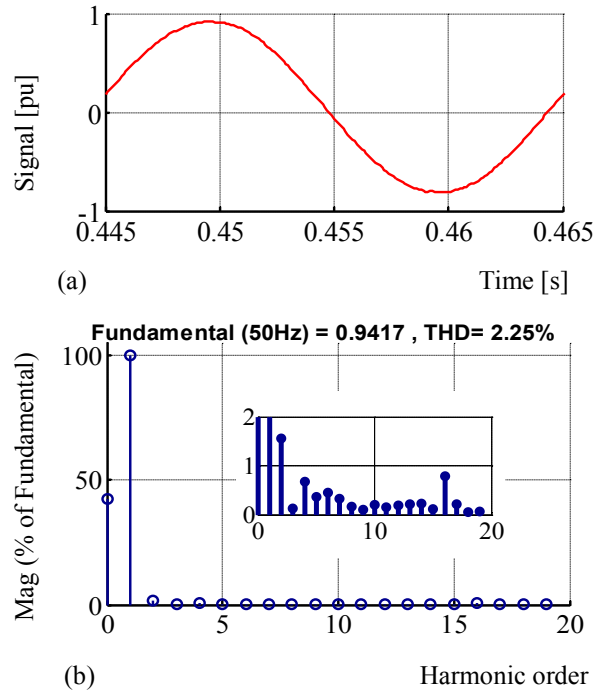 1
0
-1
Signal [pu]
0.445 0.45 0.455 0.46 0.465
(a) Time [s]
Fundamental (50Hz) = 0.9417 , THD= 2.25%
100
50
0
Mag (% of Fundamental)
2
1
0
0 10 20
0 5 10 15 20
(b) Harmonic order